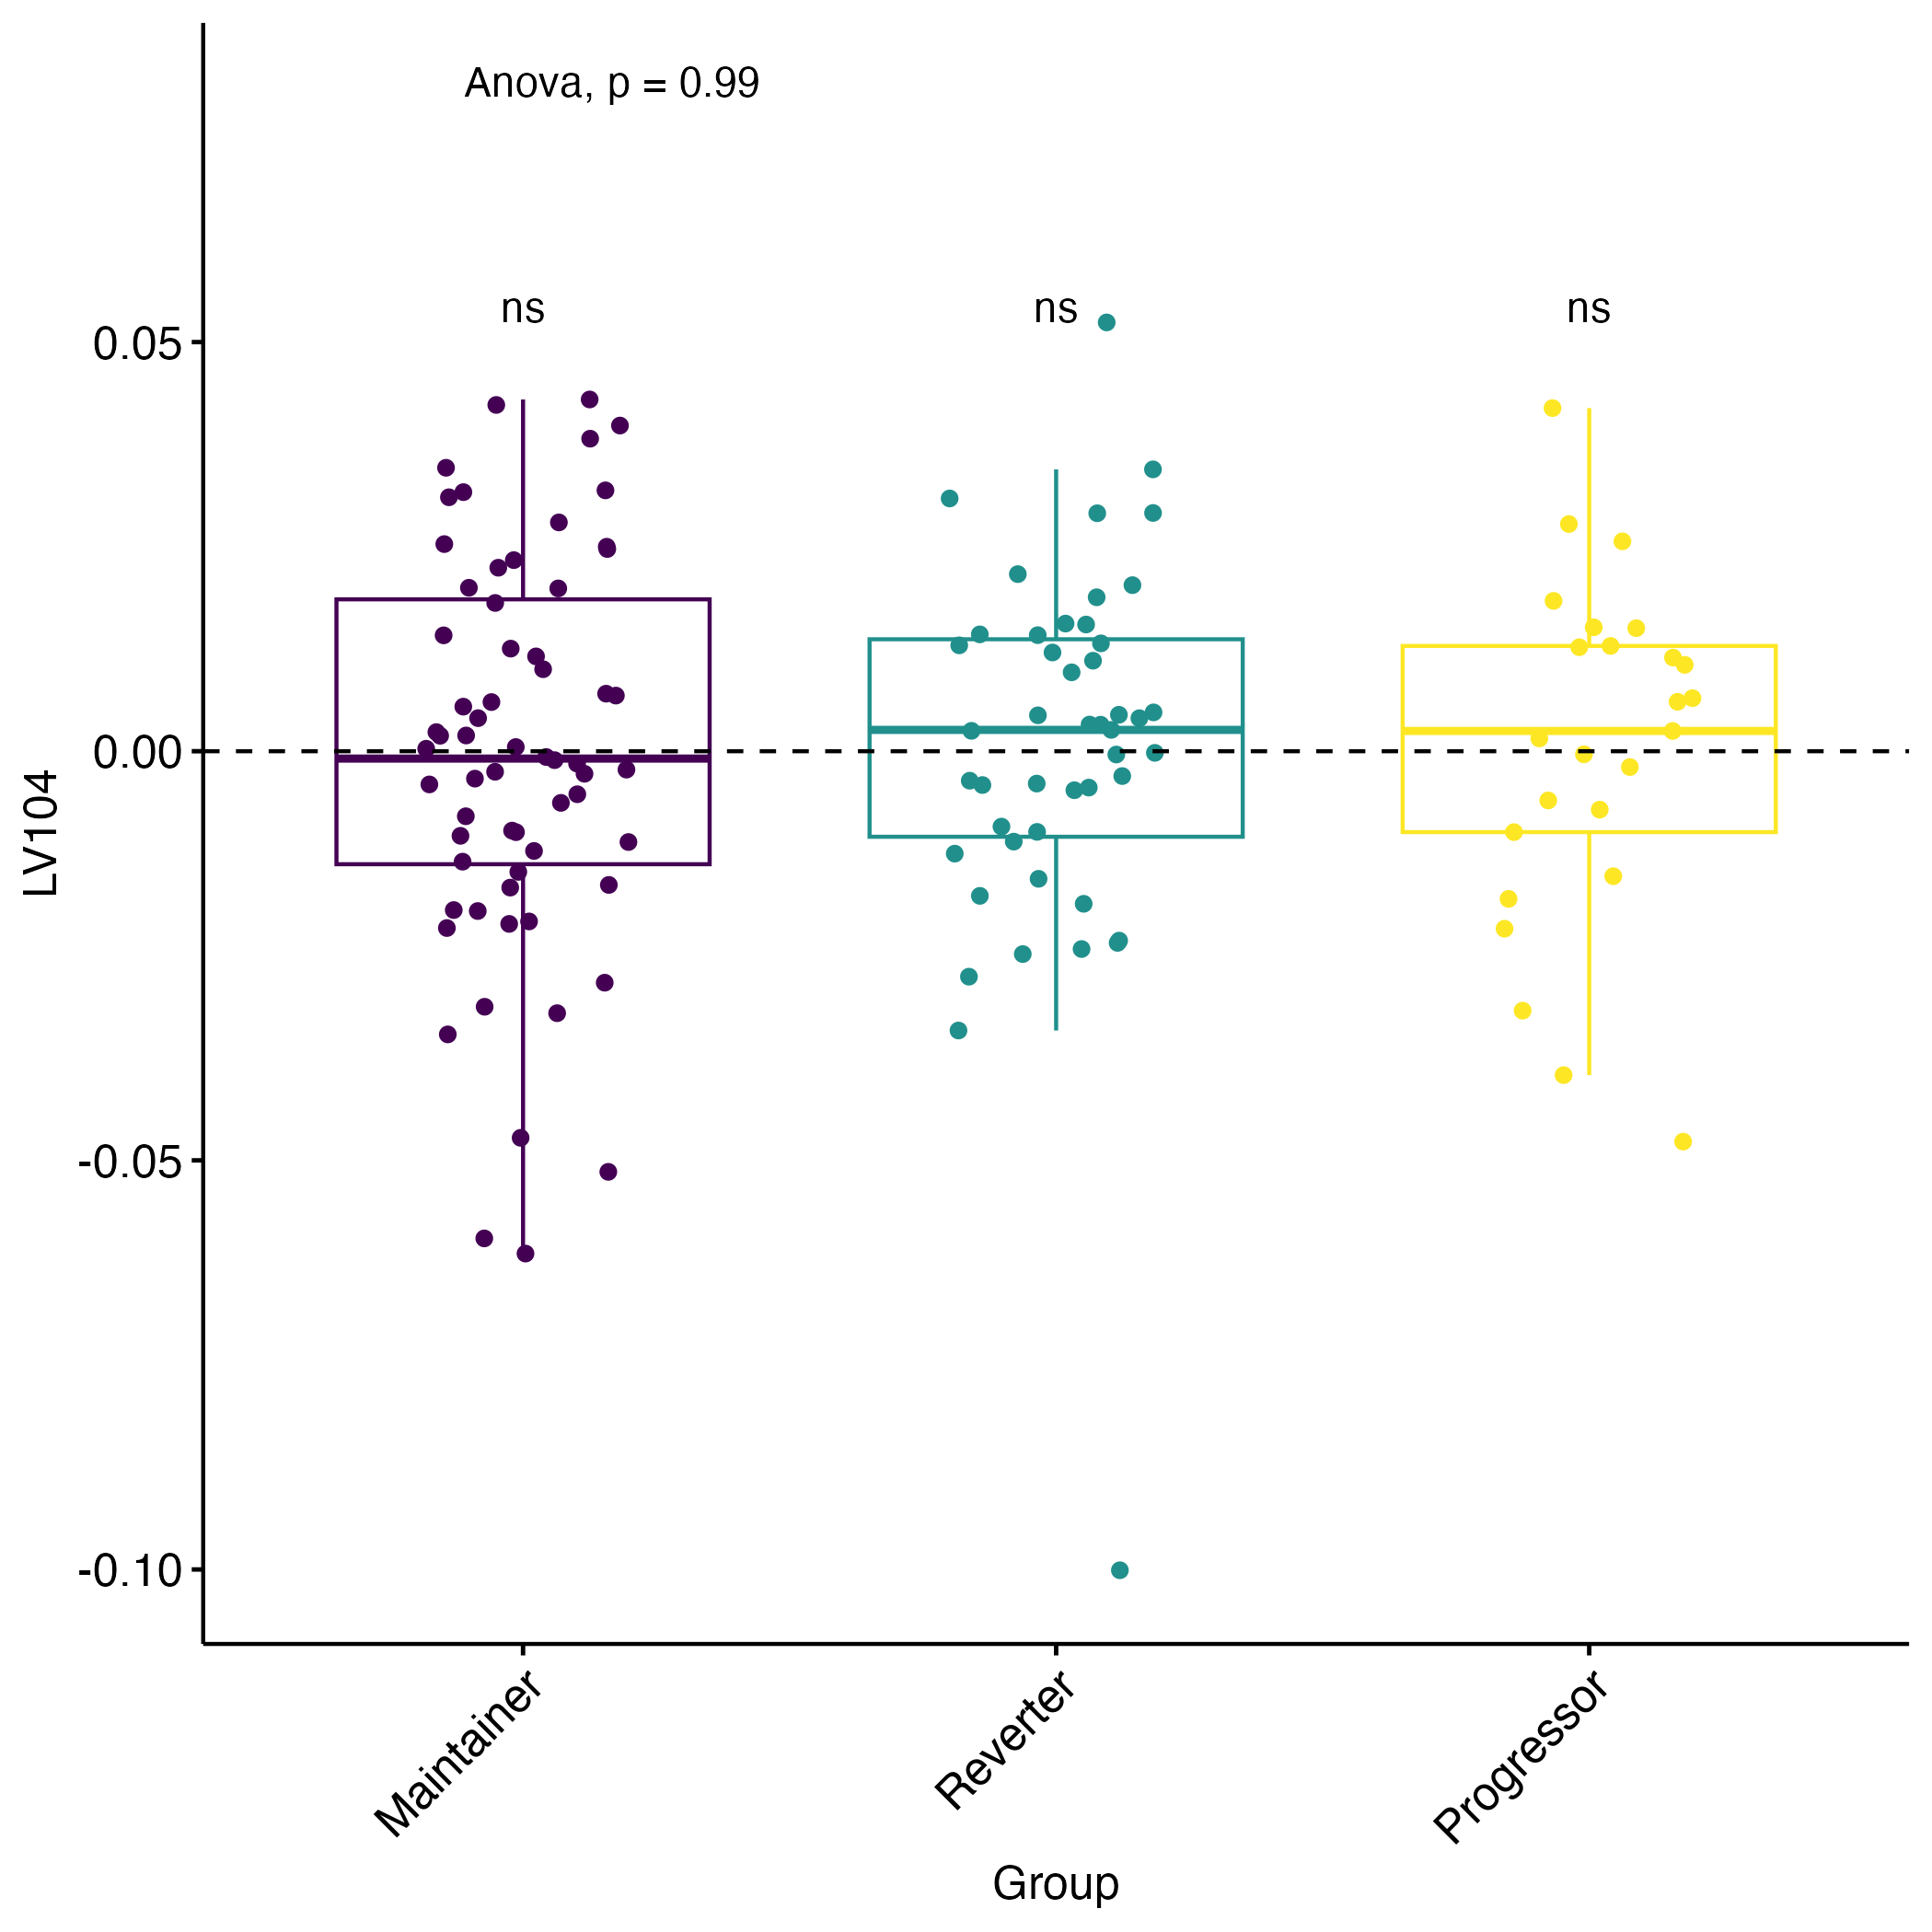 Anova, p = 0.99
ns ns ns
0.05
0.00
-0.05
-0.10
LV104
Maintainer
Reverter
Progressor
Group